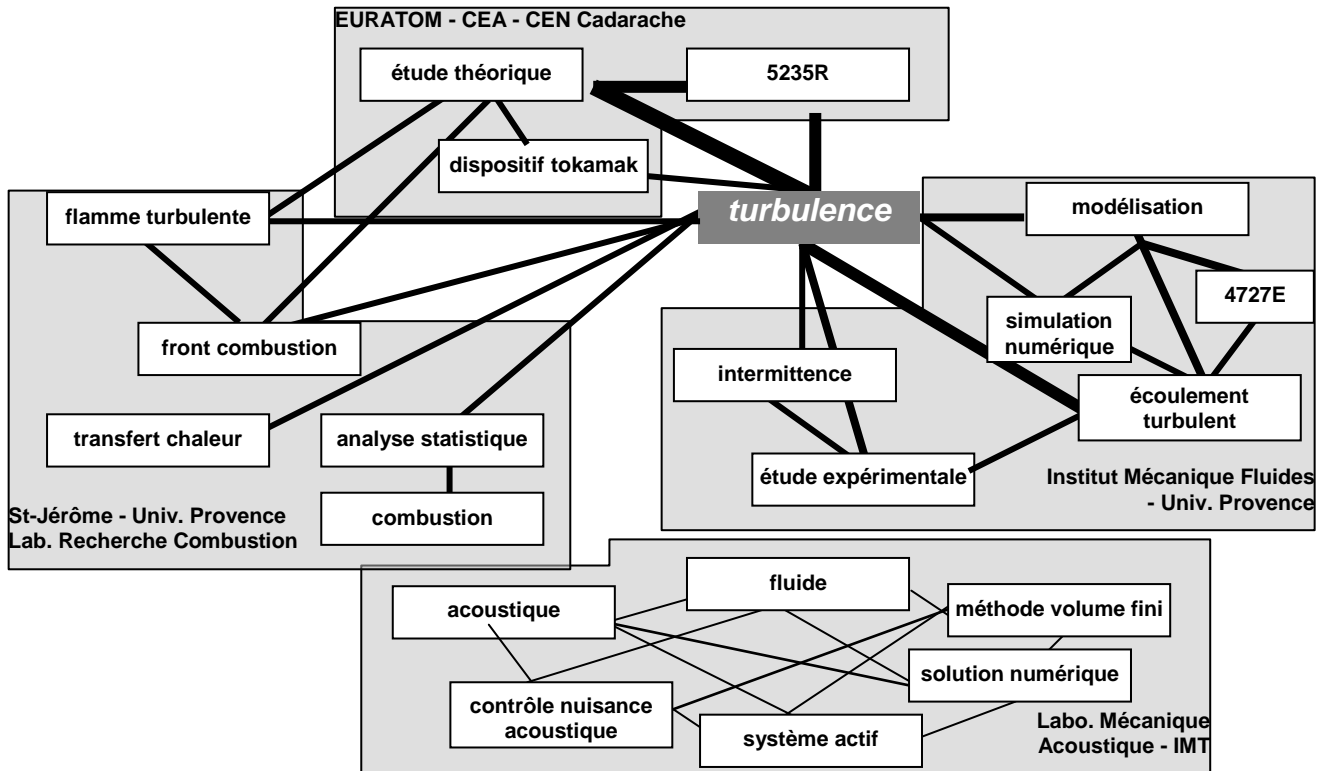 EURATOM - CEA - CEN Cadarache
étude théorique
5235R
dispositif tokamak
flamme turbulente
turbulence
modélisation
4727E
simulation
numérique
front combustion
intermittence
écoulement
turbulent
transfert chaleur
analyse statistique
étude expérimentale
Institut Mécanique Fluides
- Univ. Provence
combustion
St-Jérôme - Univ. Provence
Lab. Recherche Combustion
fluide
acoustique
méthode volume fini
solution numérique
contrôle nuisance
acoustique
système actif
Labo. Mécanique
Acoustique - IMT